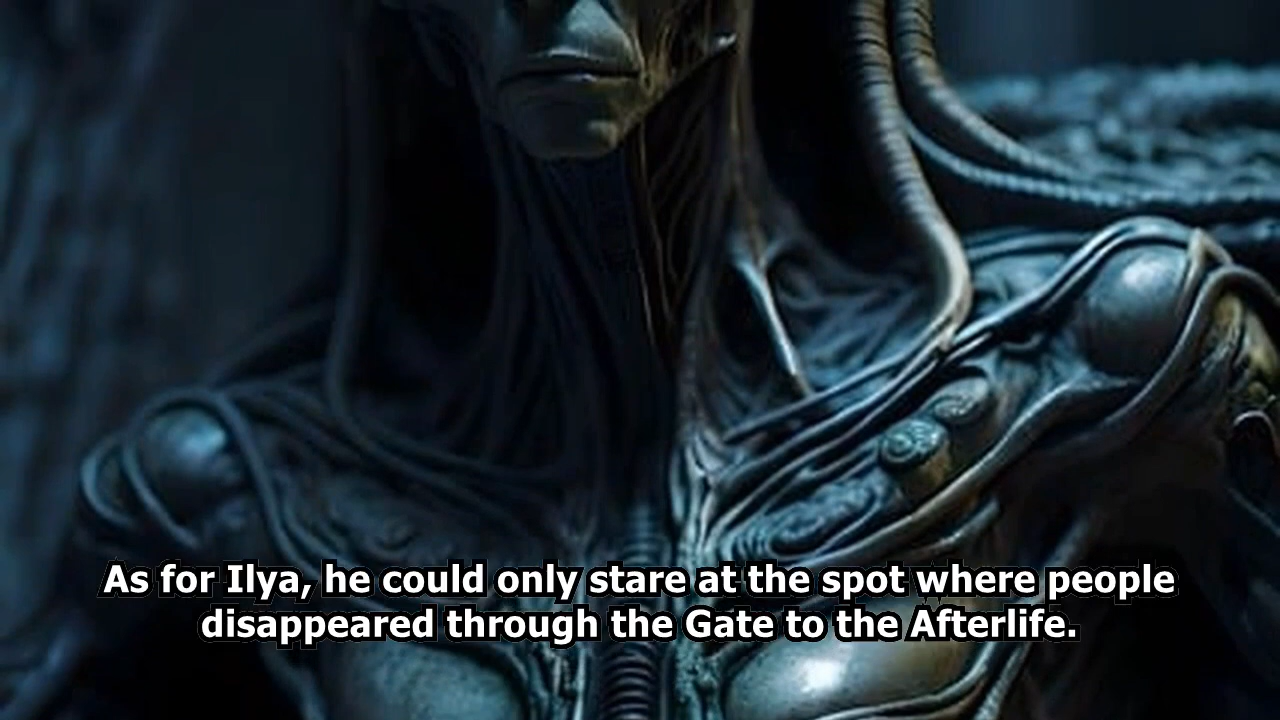 As for Ilya, he could only stare at the spot where people
disappeared through the Gate to the Afterlife.